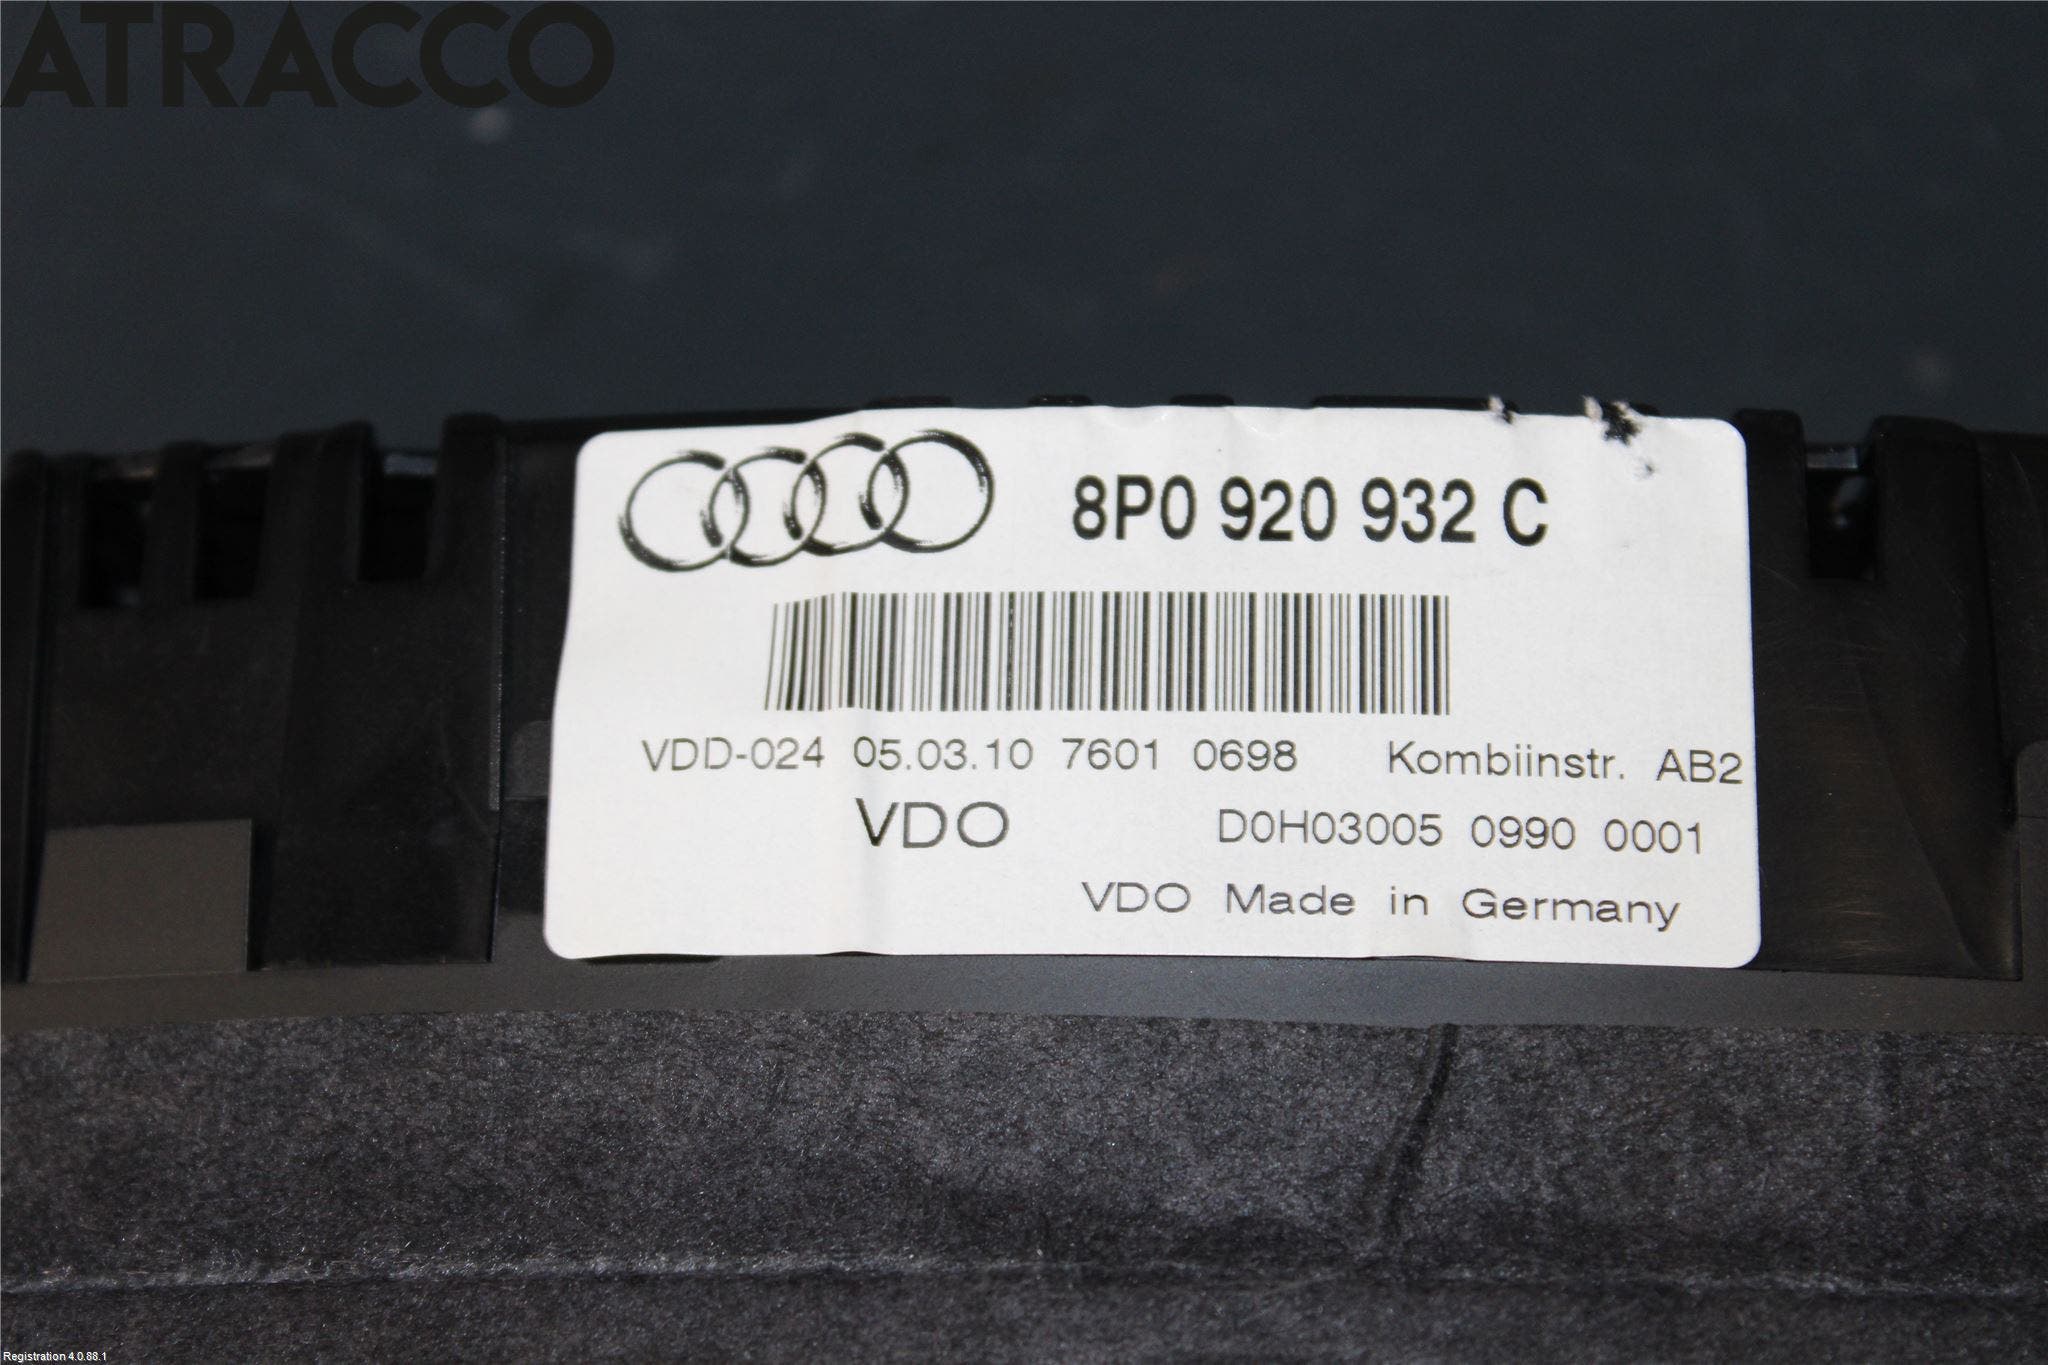 ATRACCO
8P0 920 932 C
VDD-024 05.03.10 7601 0698 Kombiinstr. AB2
VDO D0H03005 0990 0001
VDO Made in Germany
Registration 4.0.88.1